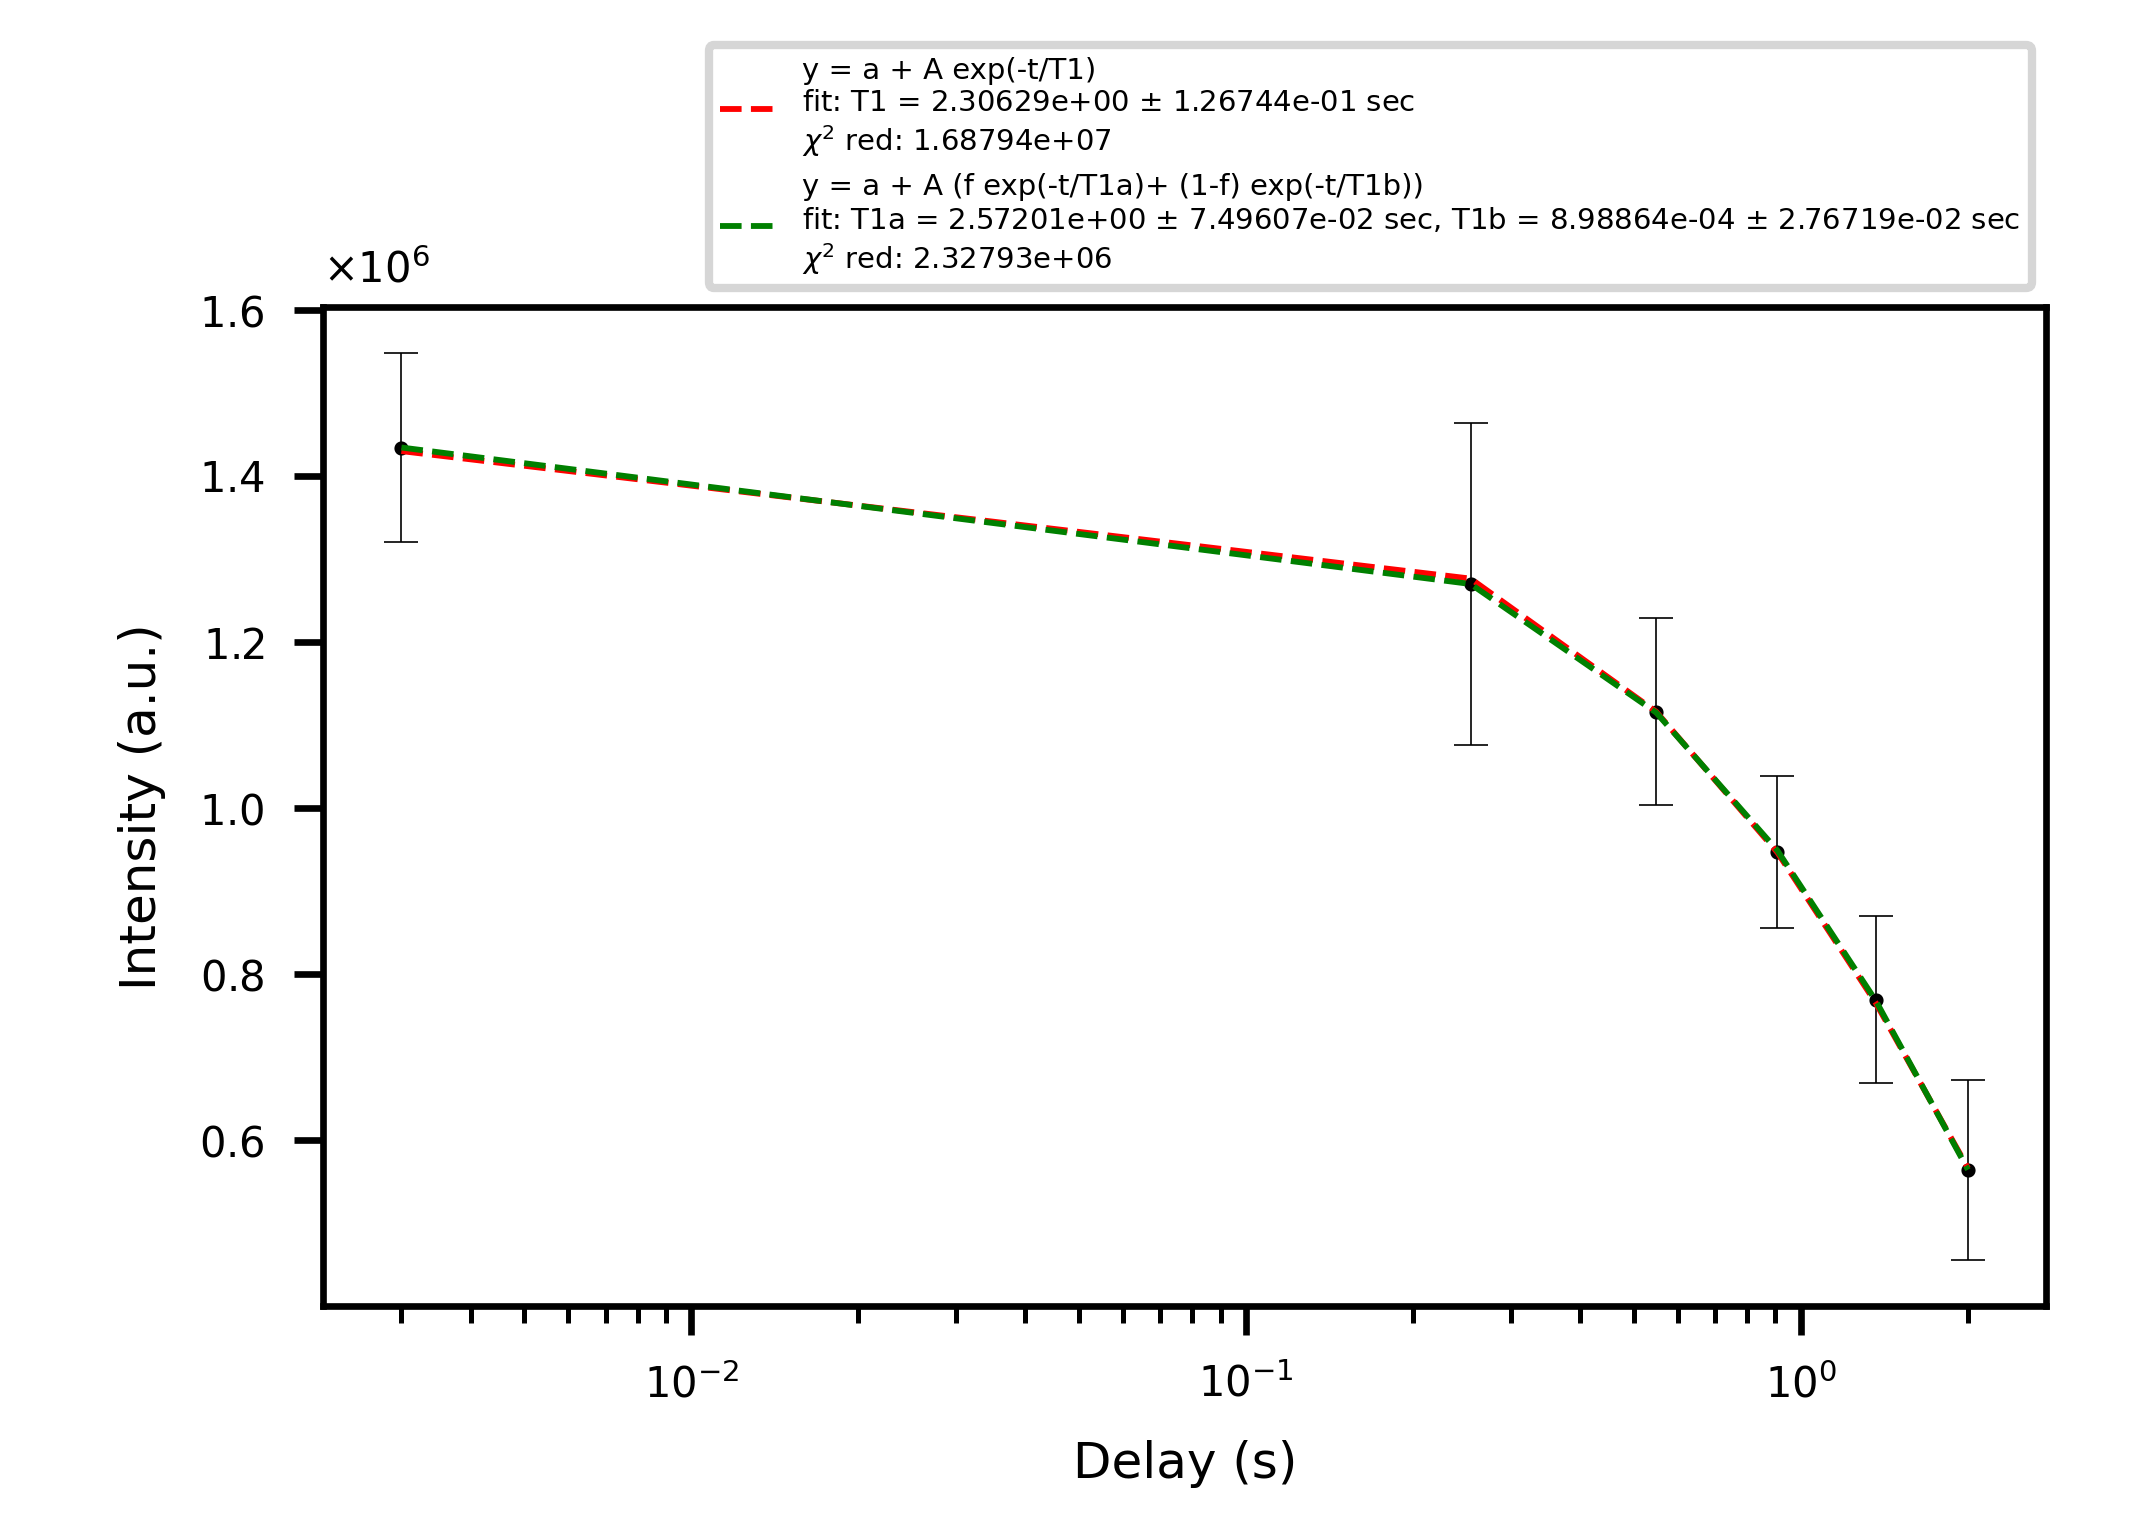 y = a + A exp(-t/T1)
fit: T1 = 2.30629e+00 ± 1.26744e-01 sec
χ² red: 1.68794e+07
y = a + A (f exp(-t/T1a)+ (1-f) exp(-t/T1b))
fit: T1a = 2.57201e+00 ± 7.49607e-02 sec, T1b = 8.98864e-04 ± 2.76719e-02 sec
χ² red: 2.32793e+06
×10⁶
1.6
1.4
1.2
1.0
0.8
0.6
Intensity (a.u.)
10⁻² 10⁻¹ 10⁰
Delay (s)